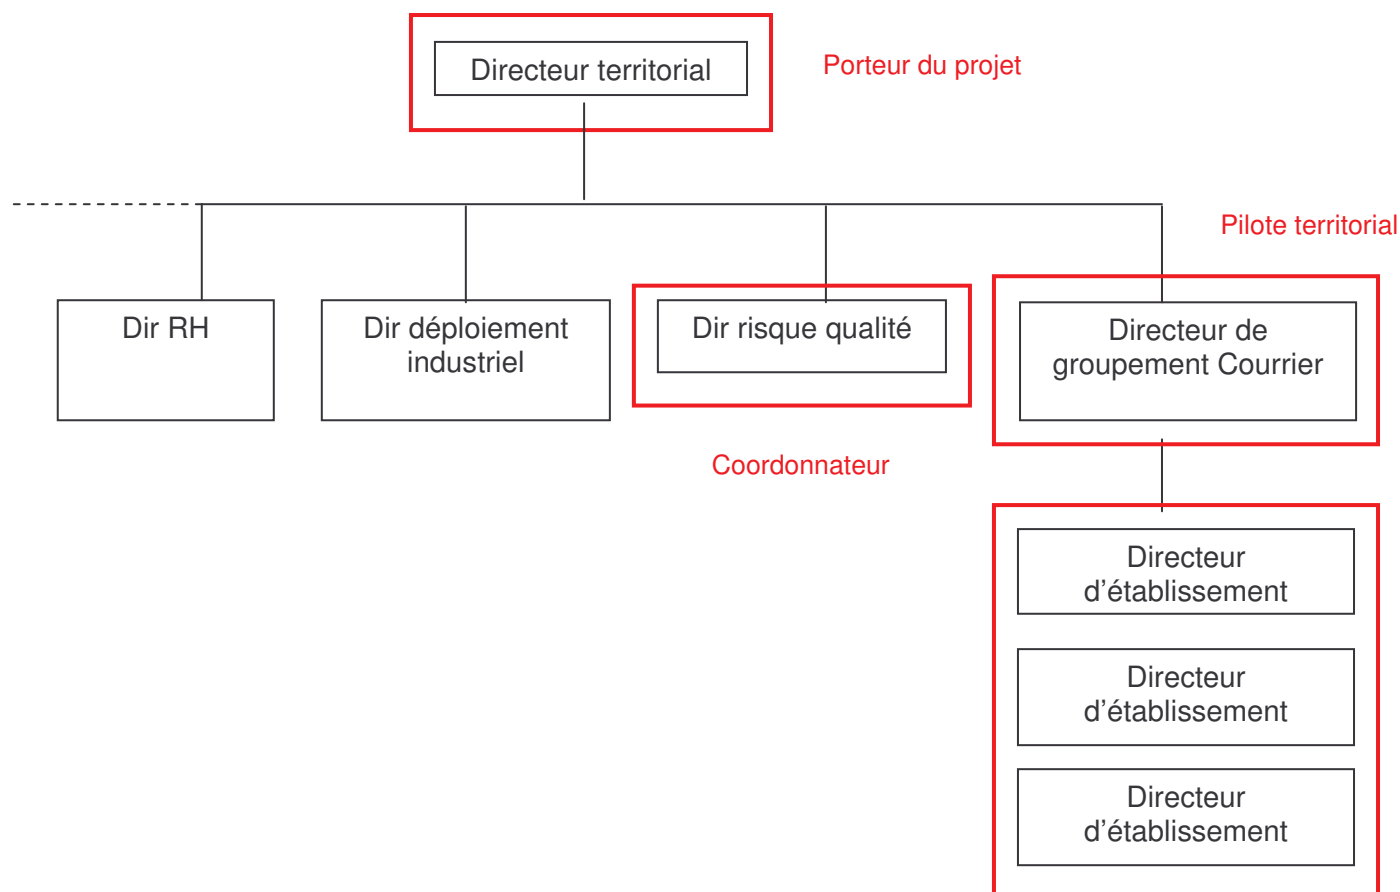 Directeur territorial
Porteur du projet
Pilote territorial
Dir RH
Dir déploiement
industriel
Dir risque qualité
Directeur de
groupement Courrier
Coordonnateur
Directeur
d’établissement
Directeur
d’établissement
Directeur
d’établissement